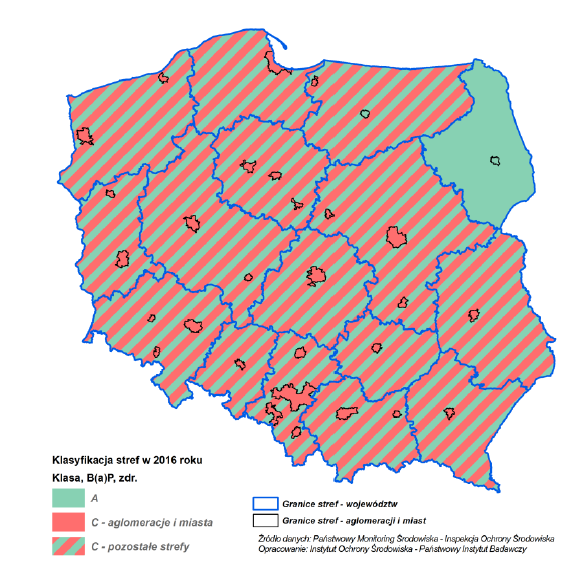 Klasyfikacja stref w 2016 roku
Klasa, B(a)P, zdr.
A
C - aglomeracje i miasta
C - pozostałe strefy
Granice stref - województw
Granice stref - aglomeracji i miast
Źródło danych: Państwowy Monitoring Środowiska - Inspekcja Ochrony Środowiska
Opracowanie: Instytut Ochrony Środowiska - Państwowy Instytut Badawczy